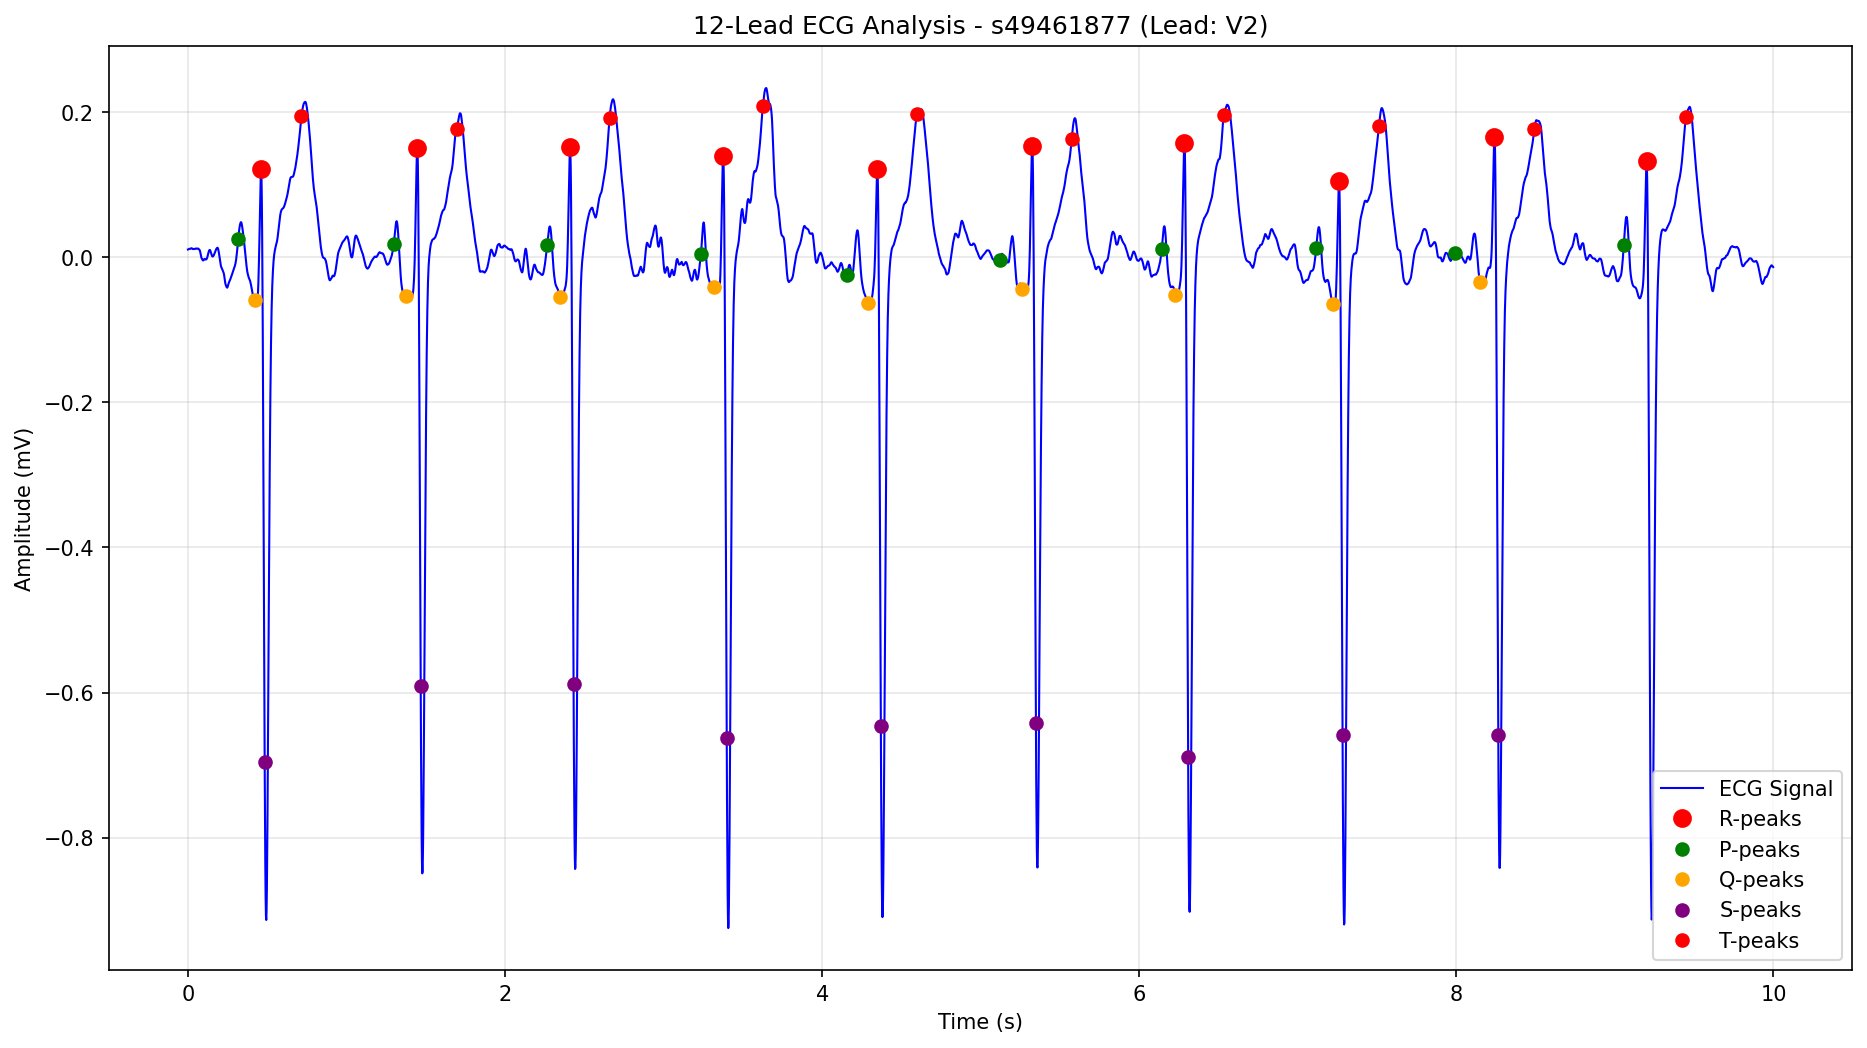 12-Lead ECG Analysis - s49461877 (Lead: V2)
Amplitude (mV)
0.2
0.0
−0.2
−0.4
−0.6
−0.8
0
2
4
6
8
10
Time (s)
ECG Signal
R-peaks
P-peaks
Q-peaks
S-peaks
T-peaks